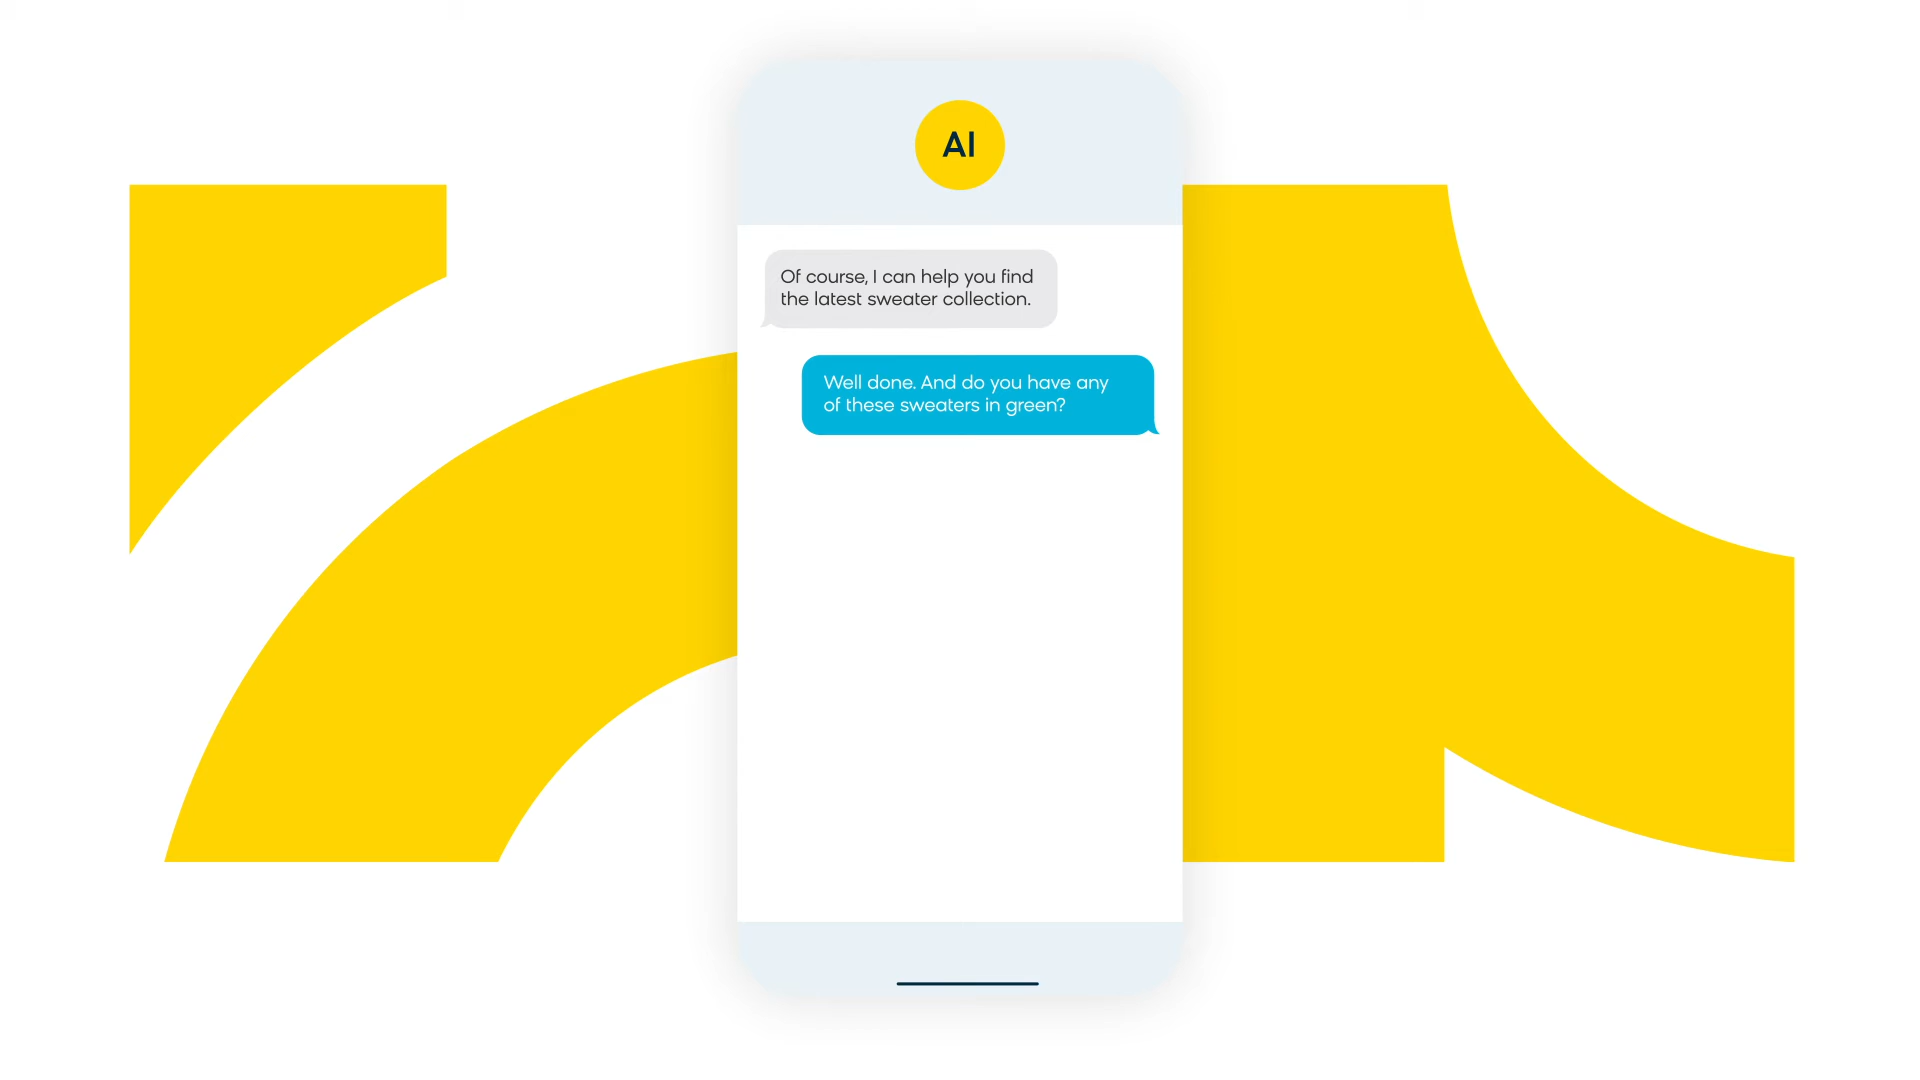 AI
Of course, I can help you find
the latest sweater collection.
Well done. And do you have any
of these sweaters in green?